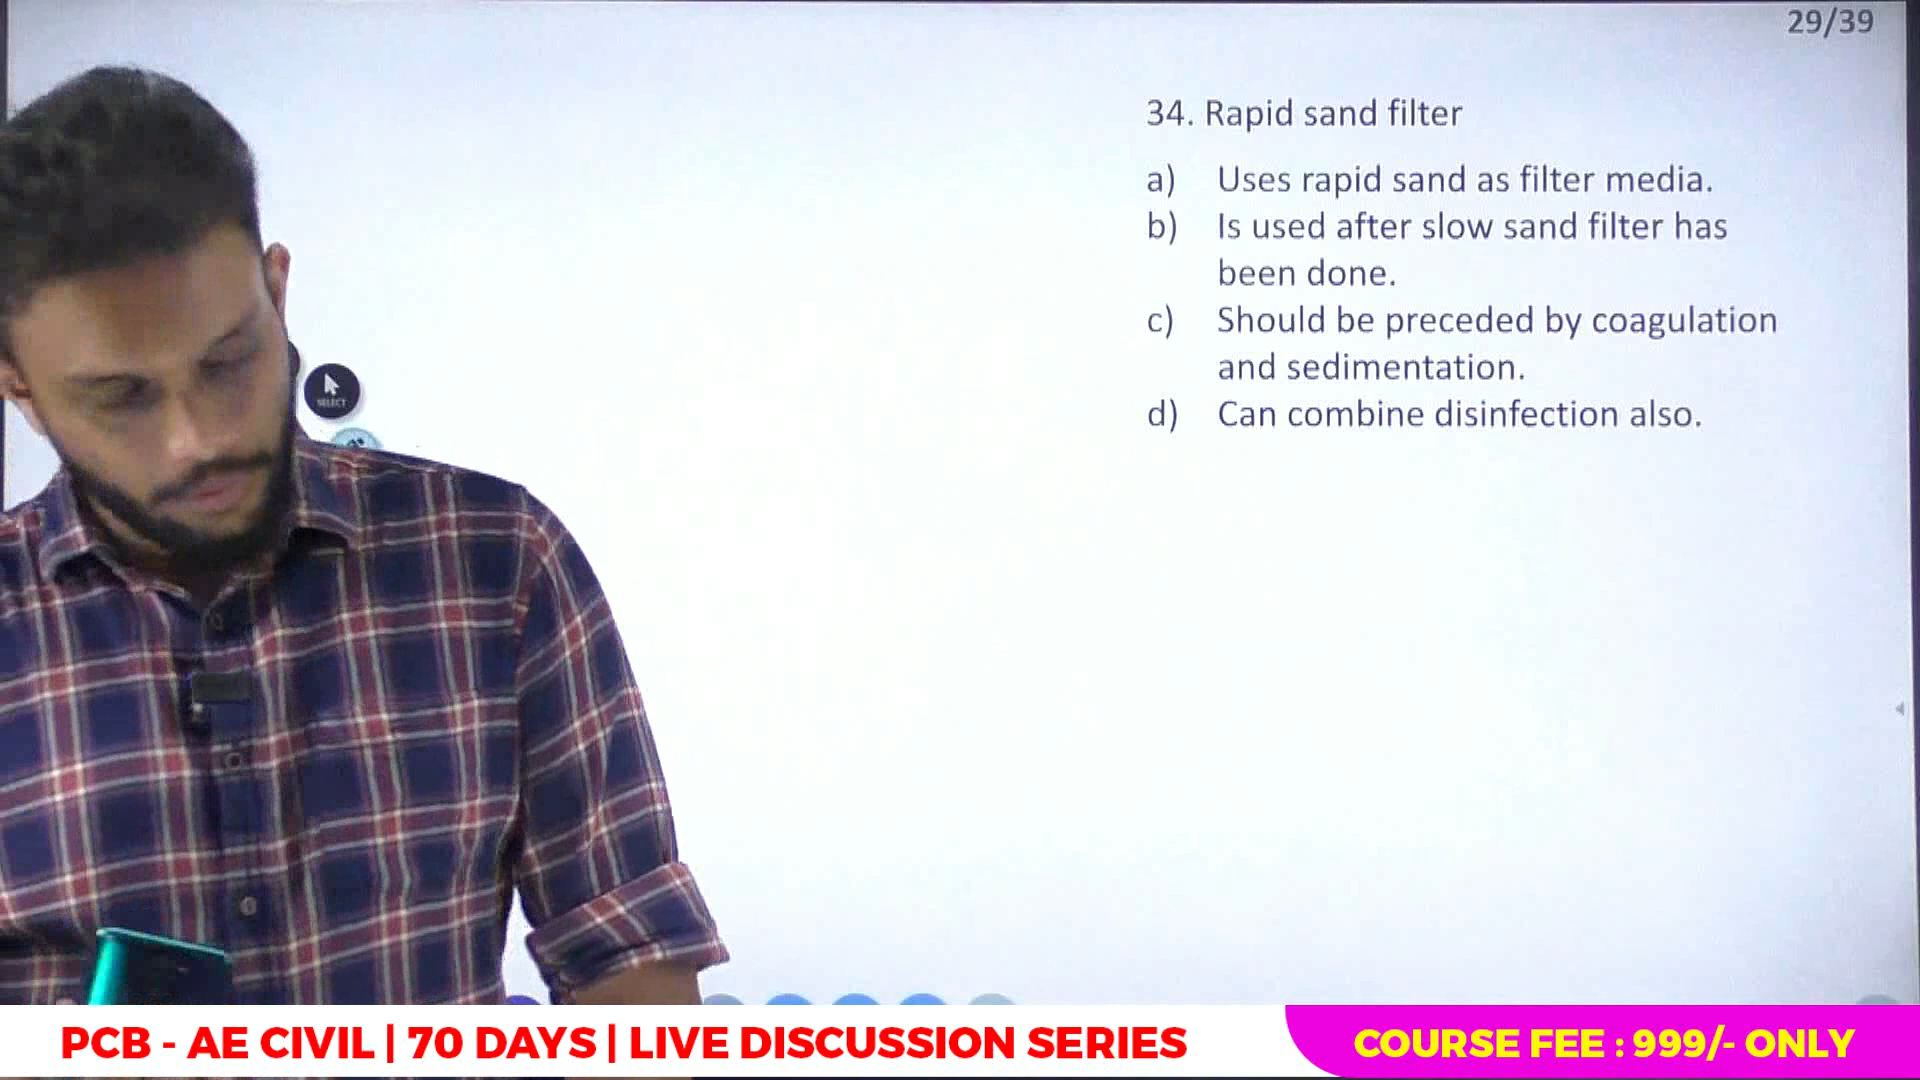 29/39
34. Rapid sand filter
a) Uses rapid sand as filter media.
b) Is used after slow sand filter has
been done.
c) Should be preceded by coagulation
and sedimentation.
d) Can combine disinfection also.
SELECT
PCB - AE CIVIL | 70 DAYS | LIVE DISCUSSION SERIES
COURSE FEE : 999/- ONLY